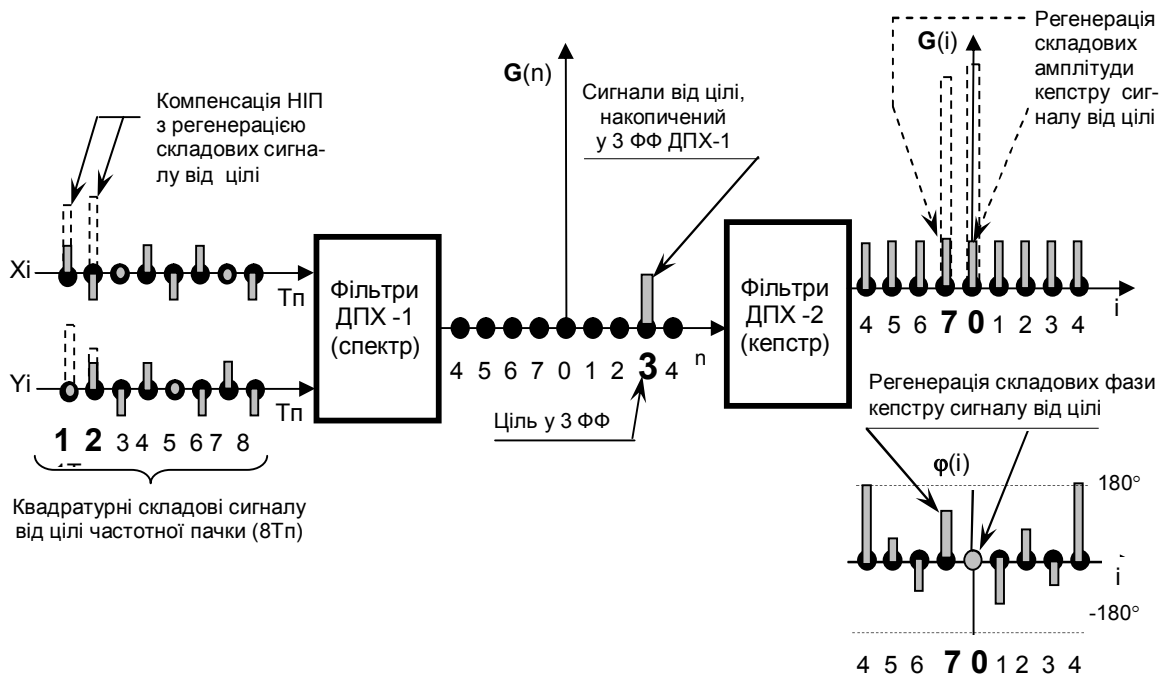 Компенсація НІП
з регенерацією
складових сигна-
лу від цілі
Xi
Тп
Yi
Тп
1 2 3 4 5 6 7 8
Квадратурні складові сигналу
від цілі частотної пачки (8Тп)
Фільтри
ДПХ -1
(спектр)
G(n)
Сигнали від цілі,
накопичений
у 3 ФФ ДПХ-1
4 5 6 7 0 1 2 3 4 n
Ціль у 3 ФФ
Фільтри
ДПХ -2
(кепстр)
G(i)
Регенерація
складових
амплітуди
кепстру сиг-
налу від цілі
4 5 6 7 0 1 2 3 4 i
Регенерація складових фази
кепстру сигналу від цілі
φ(i)
180°
i
-180°
4 5 6 7 0 1 2 3 4